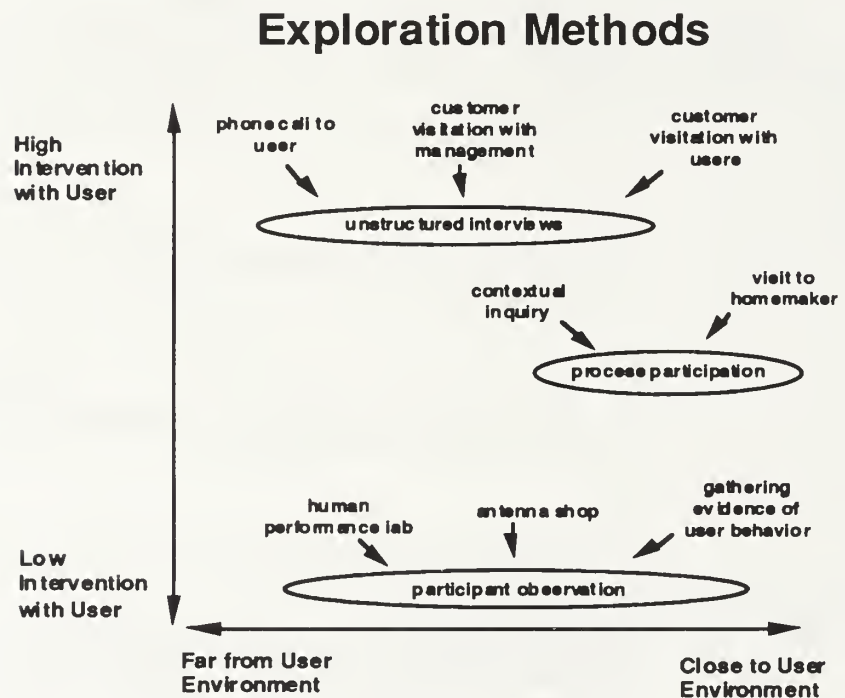 Exploration Methods
High
Intervention
with User
phone call to
user
customer
visitation with
management
customer
visitation with
users
unstructured interviews
contextual
inquiry
visit to
homemaker
process participation
human
performance lab
antenna shop
gathering
evidence of
user behavior
participant observation
Low
Intervention
with User
Far from User
Environment
Close to User
Environment